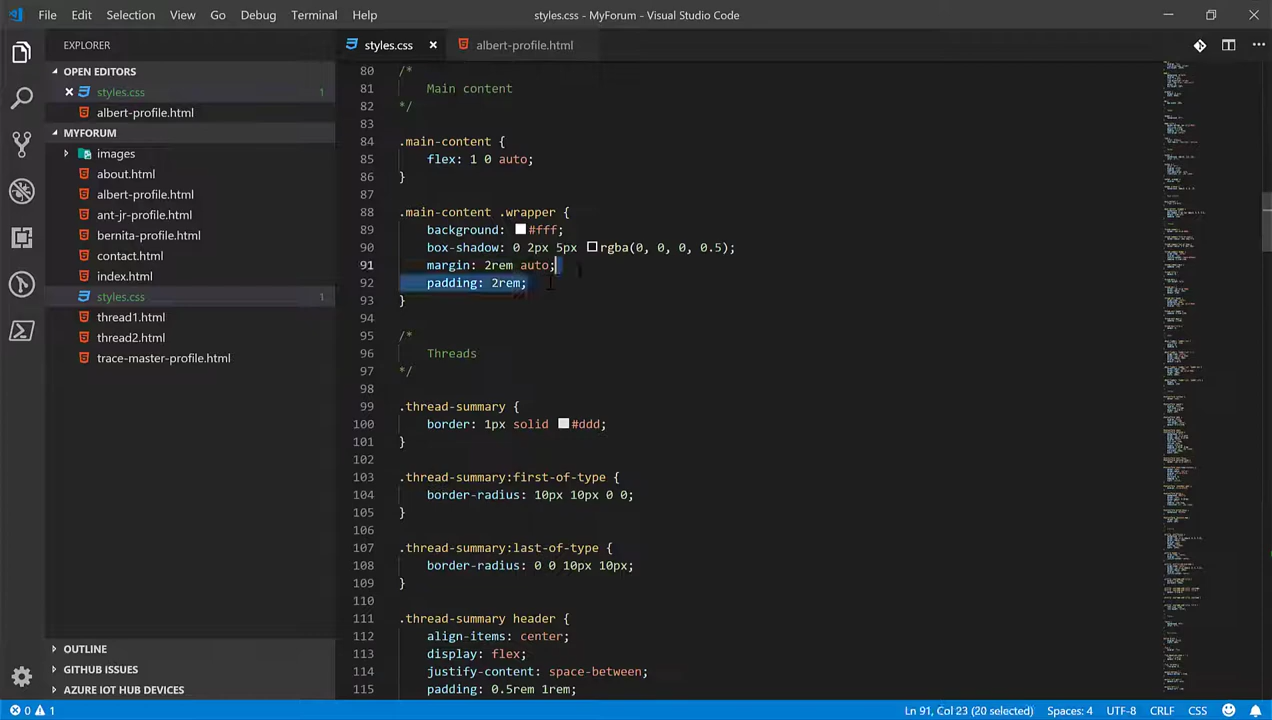 File Edit Selection View Go Debug Terminal Help styles.css - MyForum - Visual Studio Code
EXPLORER
OPEN EDITORS
styles.css 1
albert-profile.html
MYFORUM
images
about.html
albert-profile.html
ant-jr-profile.html
bernita-profile.html
contact.html
index.html
styles.css 1
thread1.html
thread2.html
trace-master-profile.html
OUTLINE
GITHUB ISSUES
AZURE IOT HUB DEVICES
styles.css albert-profile.html
80 /*
81 Main content
82 */
83
84 .main-content {
85 flex: 1 0 auto;
86 }
87
88 .main-content .wrapper {
89 background: #fff;
90 box-shadow: 0 2px 5px rgba(0, 0, 0, 0.5);
91 margin: 2rem auto;
92 padding: 2rem;
93 }
94
95 /*
96 Threads
97 */
98
99 .thread-summary {
100 border: 1px solid #ddd;
101 }
102
103 .thread-summary:first-of-type {
104 border-radius: 10px 10px 0 0;
105 }
106
107 .thread-summary:last-of-type {
108 border-radius: 0 0 10px 10px;
109 }
110
111 .thread-summary header {
112 align-items: center;
113 display: flex;
114 justify-content: space-between;
115 padding: 0.5rem 1rem;
0 1 Ln 91, Col 23 (20 selected) Spaces: 4 UTF-8 CRLF CSS